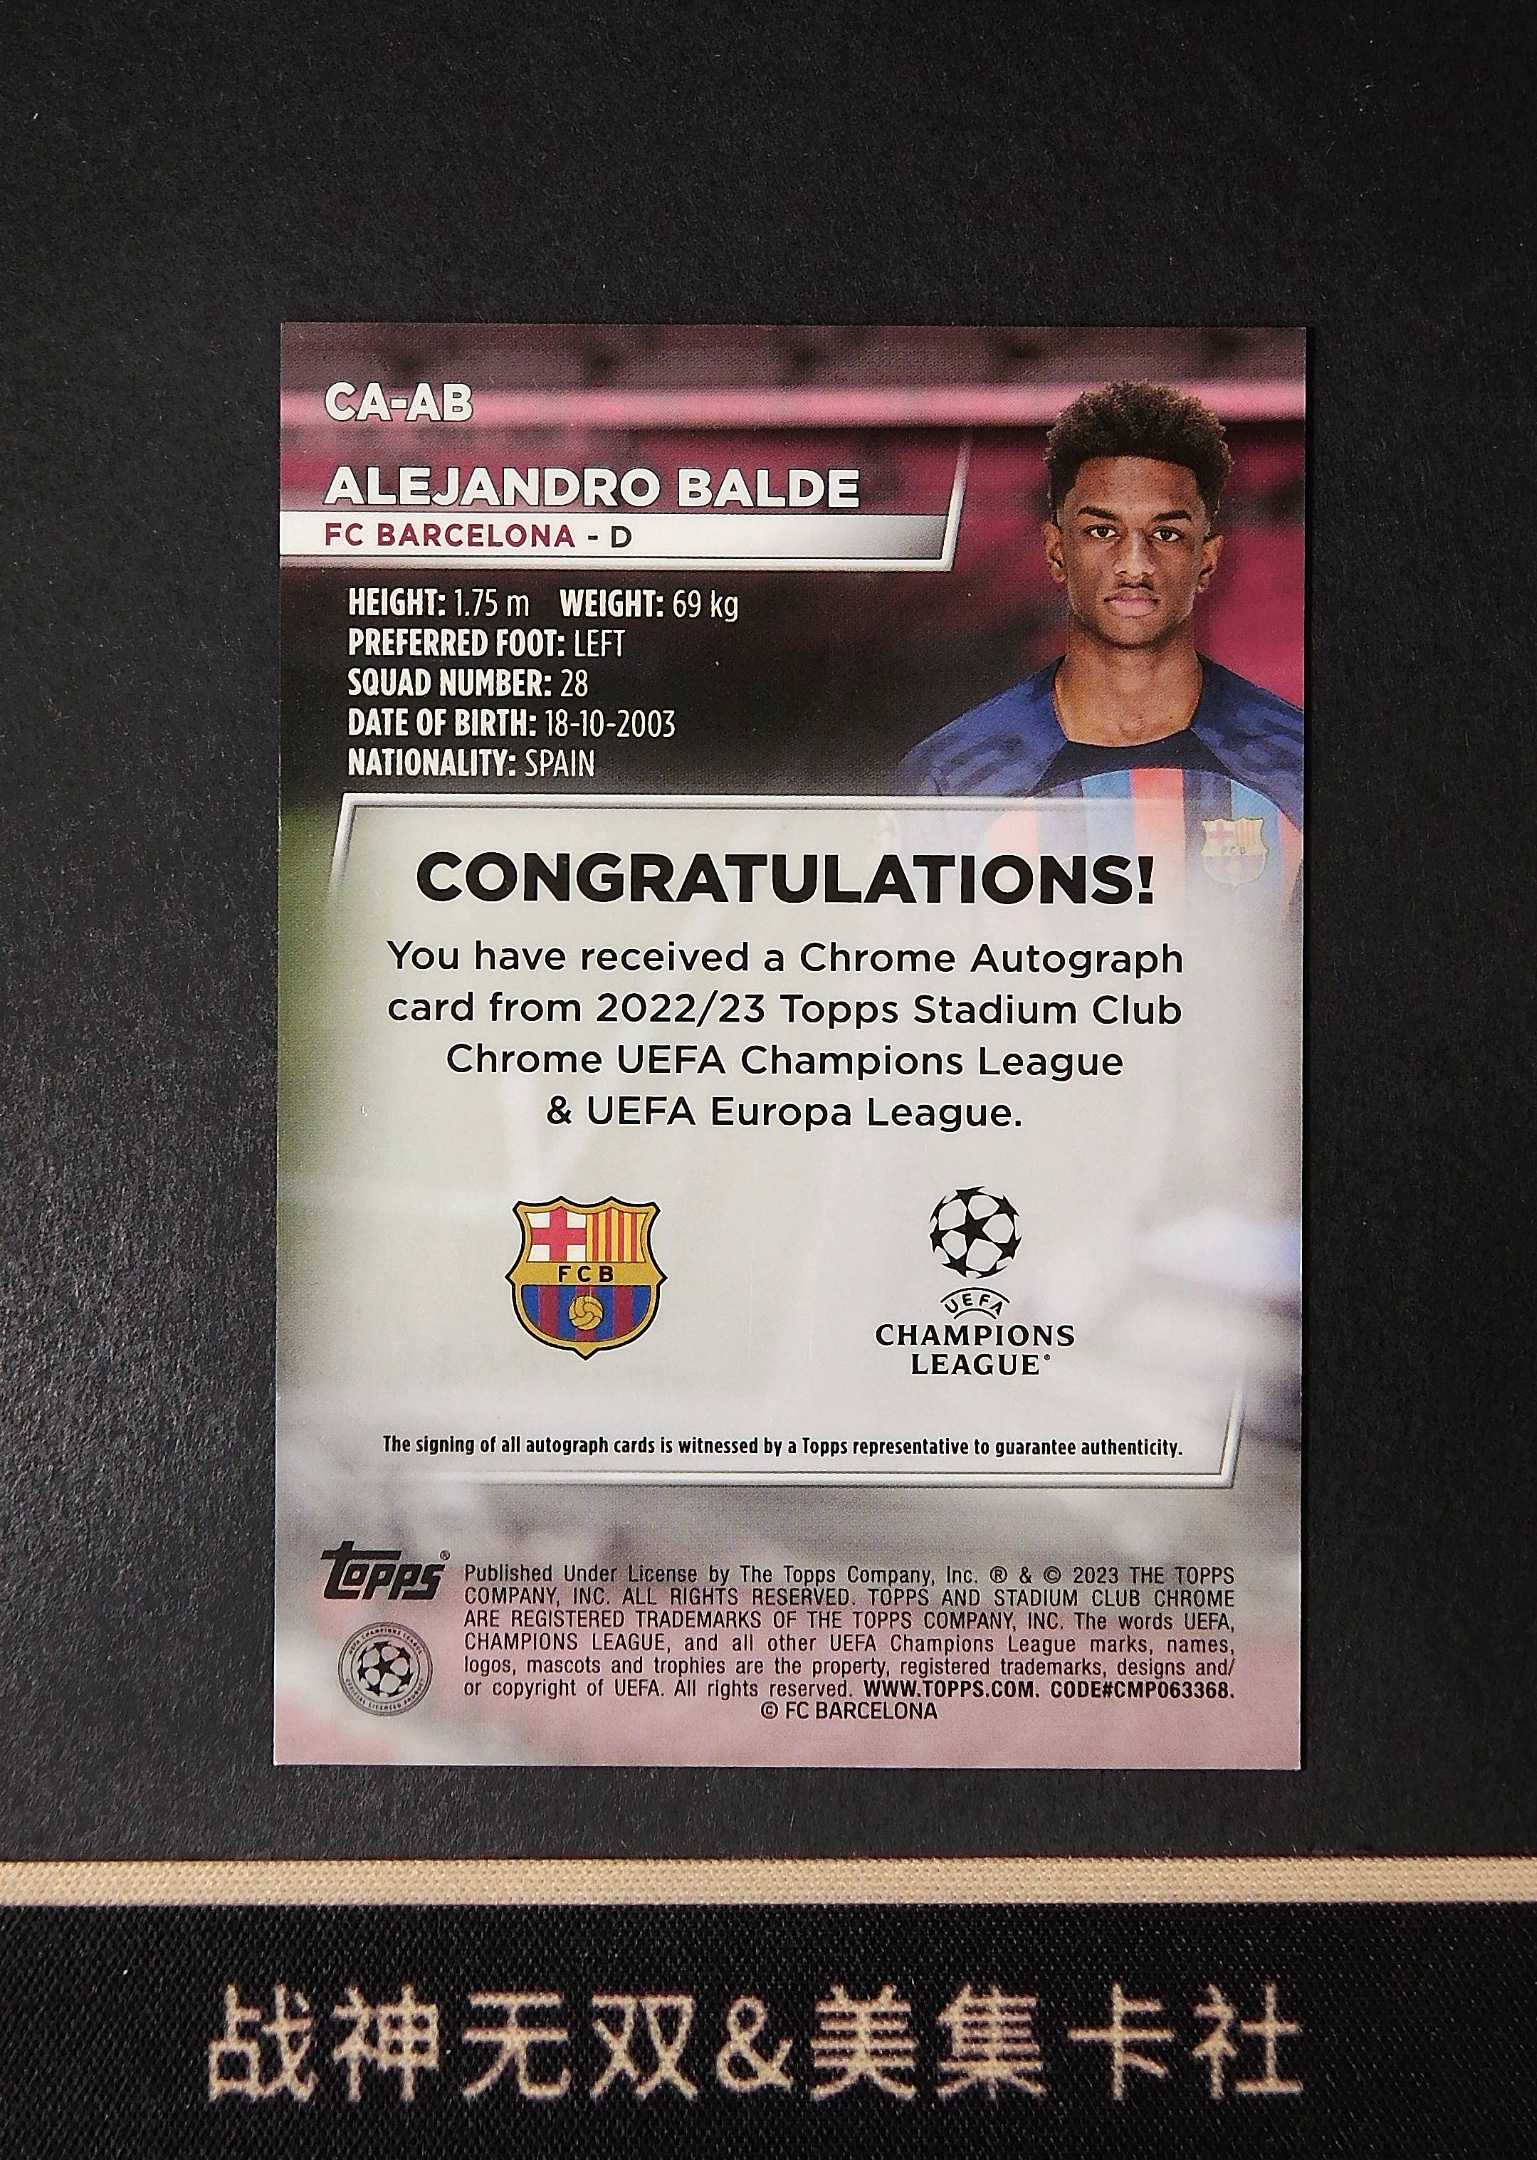 CA-AB
ALEJANDRO BALDE
FC BARCELONA - D
HEIGHT: 1.75 m WEIGHT: 69 kg
PREFERRED FOOT: LEFT
SQUAD NUMBER: 28
DATE OF BIRTH: 18-10-2003
NATIONALITY: SPAIN
CONGRATULATIONS!
You have received a Chrome Autograph
card from 2022/23 Topps Stadium Club
Chrome UEFA Champions League
& UEFA Europa League.
FCB
UEFA
CHAMPIONS
LEAGUE®
The signing of all autograph cards is witnessed by a Topps representative to guarantee authenticity.
topps®
Published Under License by The Topps Company, Inc. ® & © 2023 THE TOPPS
COMPANY, INC. ALL RIGHTS RESERVED. TOPPS AND STADIUM CLUB CHROME
ARE REGISTERED TRADEMARKS OF THE TOPPS COMPANY, INC. The words UEFA,
CHAMPIONS LEAGUE, and all other UEFA Champions League marks, names,
logos, mascots and trophies are the property, registered trademarks, designs and/
or copyright of UEFA. All rights reserved. WWW.TOPPS.COM. CODE#CMP063368.
© FC BARCELONA
战神无双&美集卡社